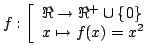 f : [ ℜ → ℜ⁺ ∪ {0}
x ↦ f(x) = x²